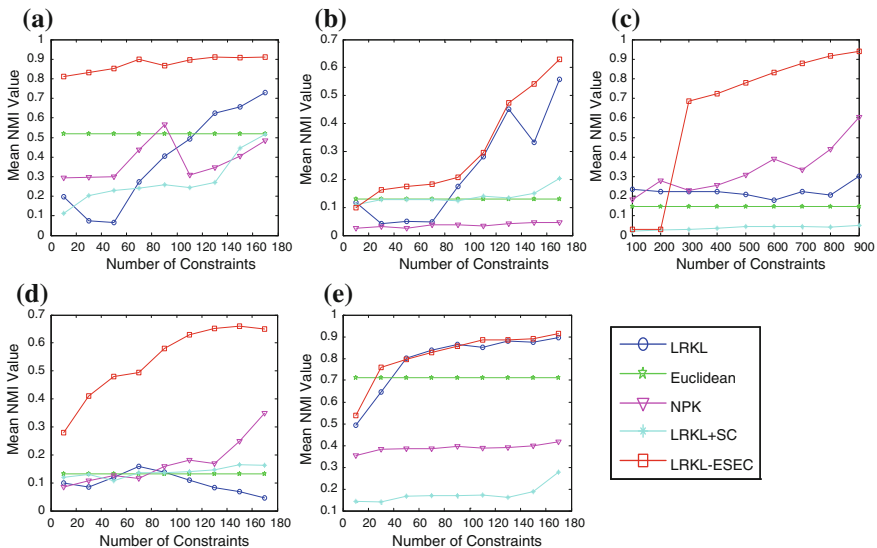 (a)
Mean NMI Value
1
0.9
0.8
0.7
0.6
0.5
0.4
0.3
0.2
0.1
0
0 20 40 60 80 100 120 140 160 180
Number of Constraints
(b)
Mean NMI Value
0.7
0.6
0.5
0.4
0.3
0.2
0.1
0
0 20 40 60 80 100 120 140 160 180
Number of Constraints
(c)
Mean NMI Value
1
0.9
0.8
0.7
0.6
0.5
0.4
0.3
0.2
0.1
0
100 200 300 400 500 600 700 800 900
Number of Constraints
(d)
Mean NMI Value
0.7
0.6
0.5
0.4
0.3
0.2
0.1
0
0 20 40 60 80 100 120 140 160 180
Number of Constraints
(e)
Mean NMI Value
1
0.9
0.8
0.7
0.6
0.5
0.4
0.3
0.2
0.1
0 20 40 60 80 100 120 140 160 180
Number of Constraints
LRKL
Euclidean
NPK
LRKL+SC
LRKL-ESEC